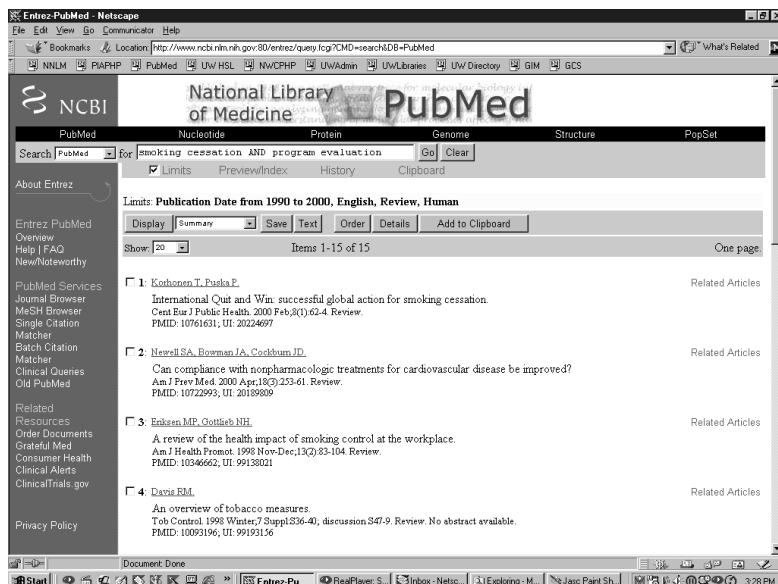 Entrez-PubMed - Netscape
File Edit View Go Communicator Help
Bookmarks Location: http://www.ncbi.nlm.nih.gov:80/entrez/query.fcgi?CMD=search&DB=PubMed What's Related
NNLM PIAPHP PubMed UW HSL NWCPHP UWAdmin UWLibraries UW Directory GIM GCS
NCBI
National Library of Medicine
PubMed
PubMed Nucleotide Protein Genome Structure PopSet
Search PubMed for smoking cessation AND program evaluation Go Clear
Limits Preview/Index History Clipboard
About Entrez
Entrez PubMed
Overview
Help | FAQ
New/Noteworthy
PubMed Services
Journal Browser
MeSH Browser
Single Citation
Matcher
Batch Citation
Matcher
Clinical Queries
Old PubMed
Related
Resources
Order Documents
Grateful Med
Consumer Health
Clinical Alerts
ClinicalTrials.gov
Privacy Policy
Limits: Publication Date from 1990 to 2000, English, Review, Human
Display Summary Save Text Order Details Add to Clipboard
Show: 20 Items 1-15 of 15 One page.
1: Korhonen T, Puska P. Related Articles
International Quit and Win: successful global action for smoking cessation.
Cent Eur J Public Health. 2000 Feb;8(1):62-4. Review.
PMID: 10761631; UI: 20224697
2: Newell SA, Bowman JA, Cockburn JD. Related Articles
Can compliance with nonpharmacologic treatments for cardiovascular disease be improved?
Am J Prev Med. 2000 Apr;18(3):253-61. Review.
PMID: 10722993; UI: 20189809
3: Eriksen MP, Gottlieb NH. Related Articles
A review of the health impact of smoking control at the workplace.
Am J Health Promot. 1998 Nov-Dec;13(2):83-104. Review.
PMID: 10346662; UI: 99138021
4: Davis RM. Related Articles
An overview of tobacco measures.
Tob Control. 1998 Winter;7 Suppl:S36-40; discussion S47-9. Review. No abstract available.
PMID: 10093196; UI: 99193156
Document: Done
Start Entrez-Pu... RealPlayer: S... Inbox - Netsc... Exploring - M... Jasc Paint Sh... 3:28 PM